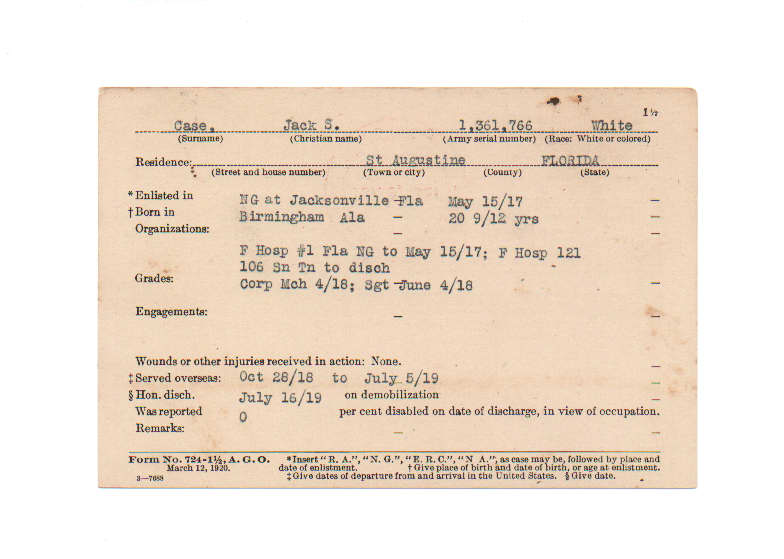 1½
Case, Jack S. 1,361,766 White
(Surname) (Christian name) (Army serial number) (Race: White or colored)
Residence: St Augustine FLORIDA
(Street and house number) (Town or city) (County) (State)
*Enlisted in NG at Jacksonville Fla May 15/17
†Born in Birmingham Ala 20 9/12 yrs
Organizations:
F Hosp #1 Fla NG to May 15/17; F Hosp 121
106 Sn Tn to disch
Grades: Corp Mch 4/18; Sgt June 4/18
Engagements:
Wounds or other injuries received in action: None.
‡Served overseas: Oct 28/18 to July 5/19
§Hon. disch. July 16/19 on demobilization
Was reported 0 per cent disabled on date of discharge, in view of occupation.
Remarks:
Form No. 724-1½, A. G. O. *Insert "R. A.", "N. G.", "E. R. C.", "N A.", as case may be, followed by place and
March 12, 1920. date of enlistment. †Give place of birth and date of birth, or age at enlistment.
3—7688 ‡Give dates of departure from and arrival in the United States. §Give date.